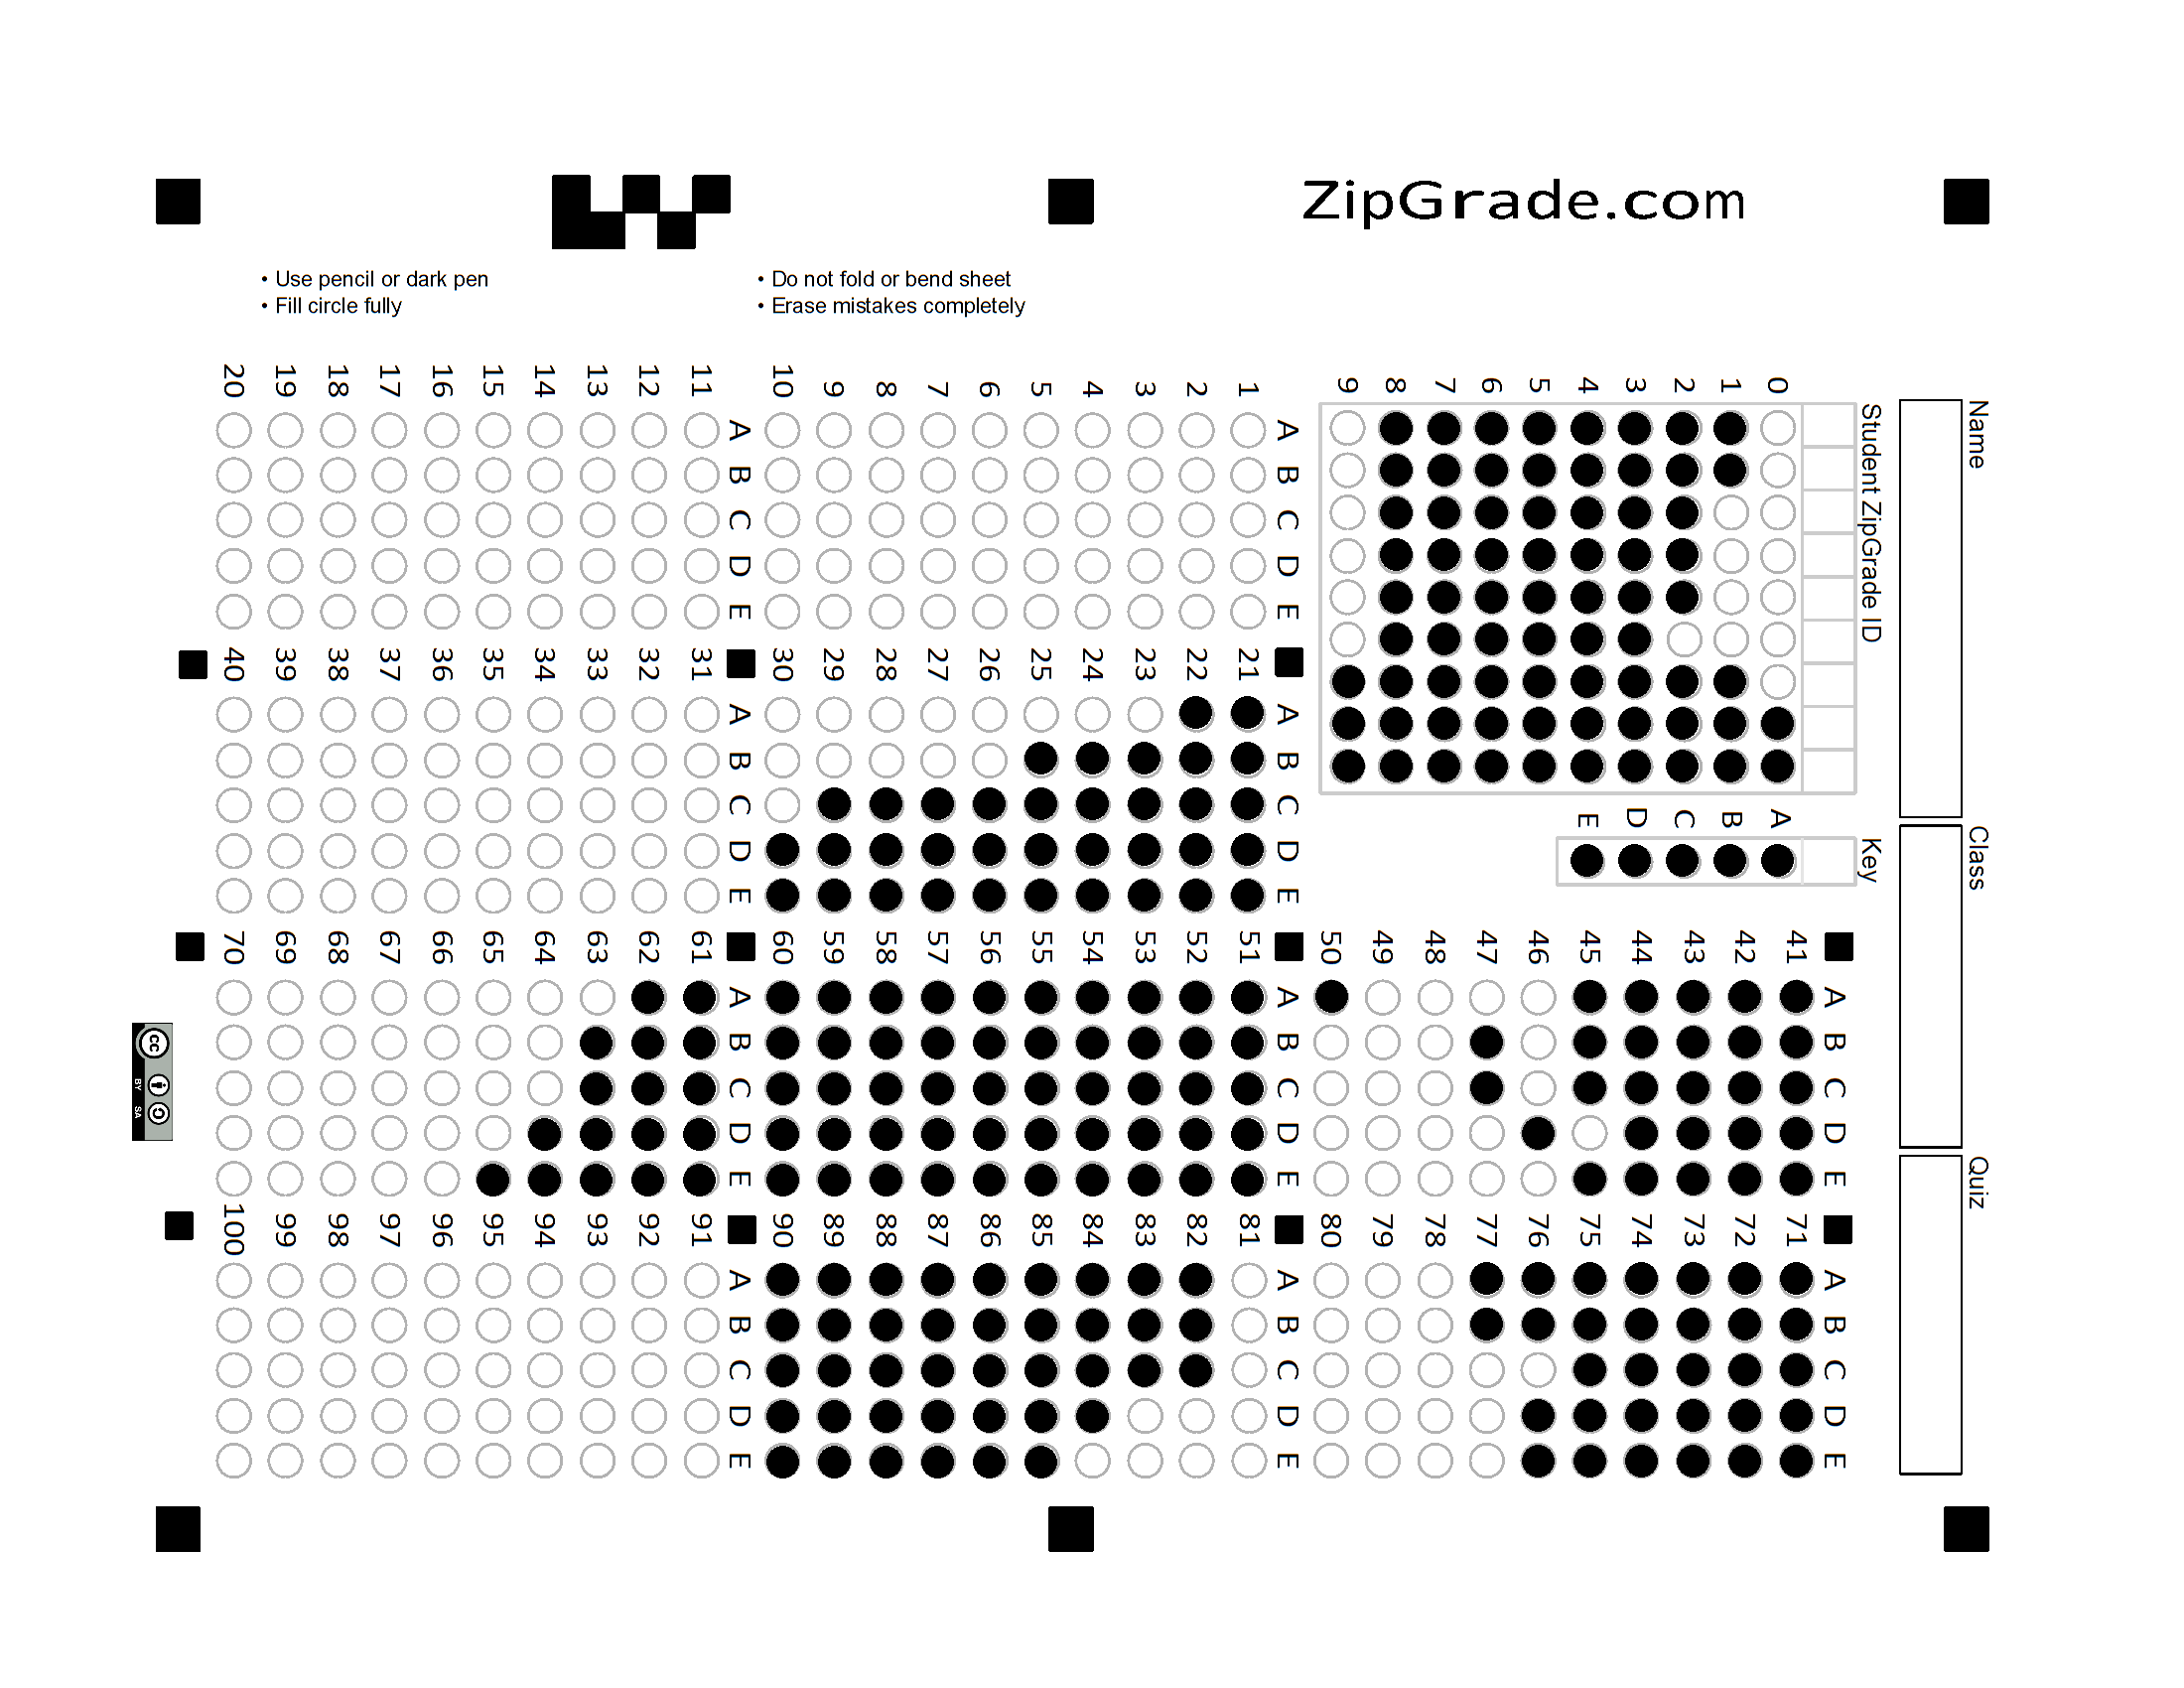 ZipGrade.com
• Use pencil or dark pen
• Fill circle fully
• Do not fold or bend sheet
• Erase mistakes completely
Name
Class
Quiz
Student ZipGrade ID
0 1 2 3 4 5 6 7 8 9
Key
A B C D E
1 2 3 4 5 6 7 8 9 10
A B C D E
11 12 13 14 15 16 17 18 19 20
A B C D E
21 22 23 24 25 26 27 28 29 30
A B C D E
31 32 33 34 35 36 37 38 39 40
A B C D E
41 42 43 44 45 46 47 48 49 50
A B C D E
51 52 53 54 55 56 57 58 59 60
A B C D E
61 62 63 64 65 66 67 68 69 70
A B C D E
71 72 73 74 75 76 77 78 79 80
A B C D E
81 82 83 84 85 86 87 88 89 90
A B C D E
91 92 93 94 95 96 97 98 99 100
A B C D E
cc
BY SA